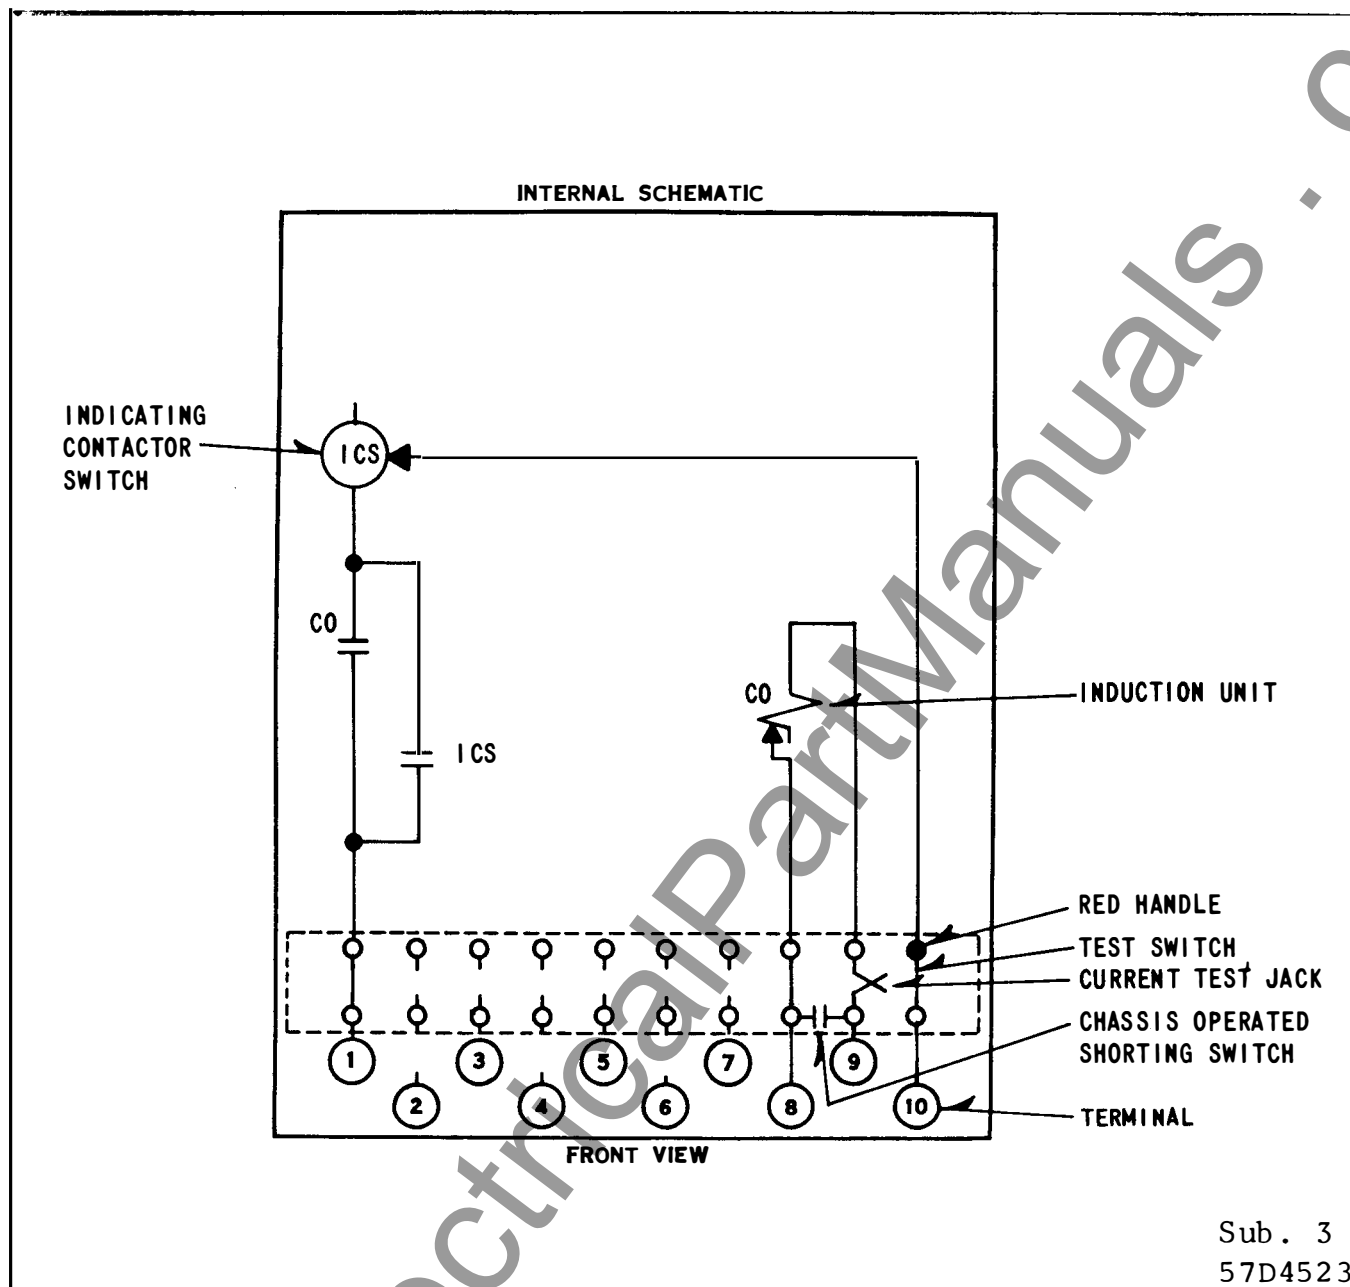 INTERNAL SCHEMATIC
INDICATING
CONTACTOR
SWITCH
ICS
CO
ICS
CO
INDUCTION UNIT
RED HANDLE
TEST SWITCH
CURRENT TEST JACK
CHASSIS OPERATED
SHORTING SWITCH
TERMINAL
1 3 5 7 9
2 4 6 8 10
FRONT VIEW
Sub. 3
57D4523
ectricalPartManuals . c